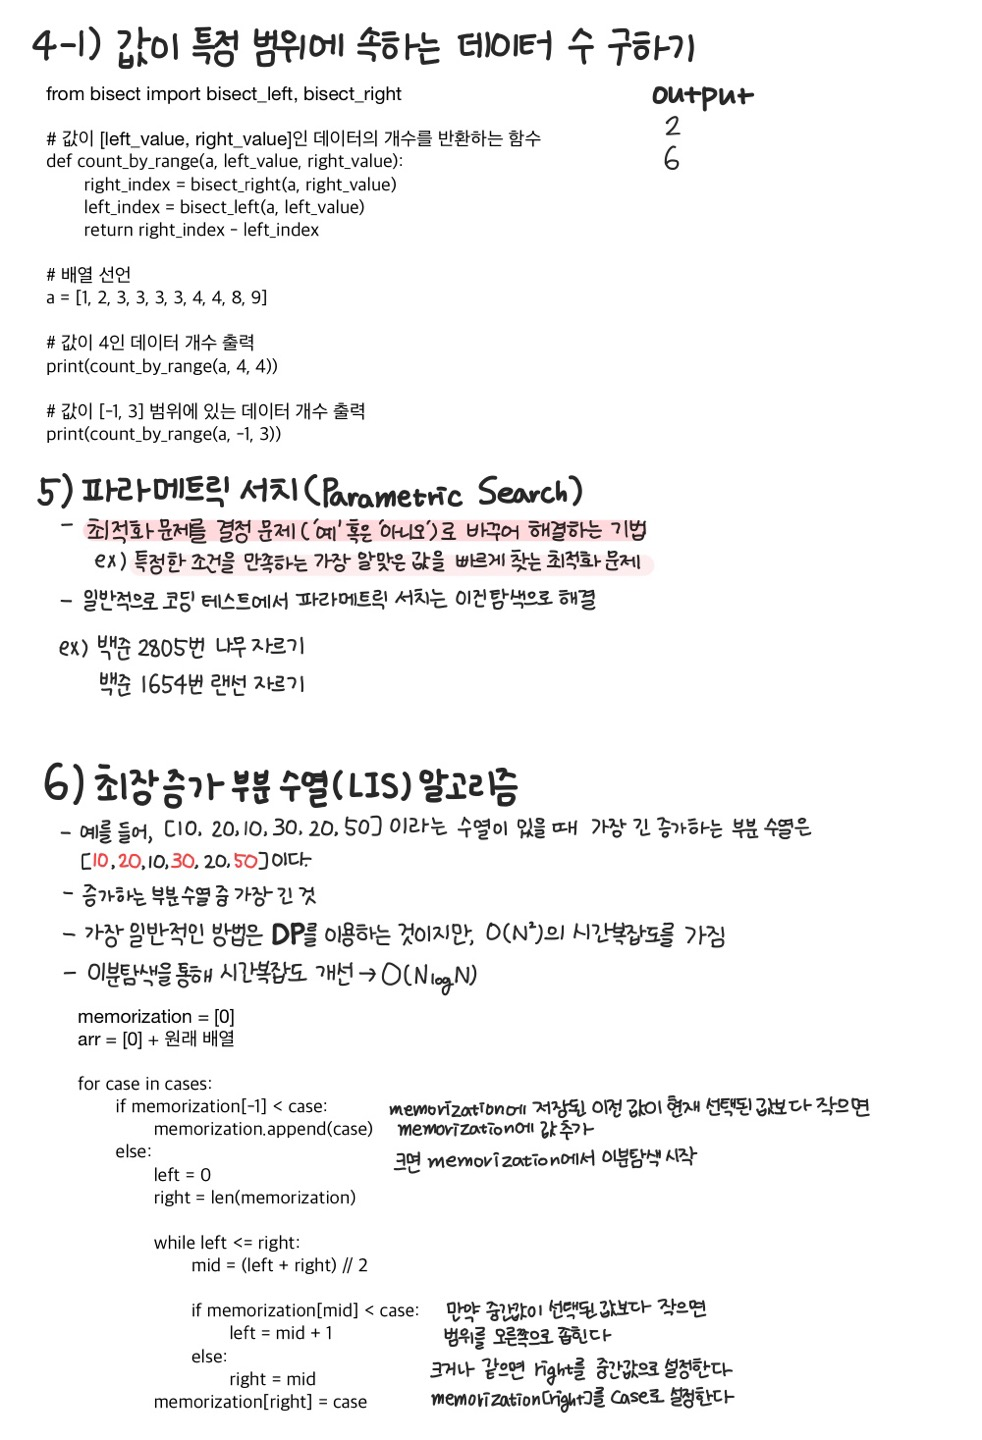 4-1) 값이 특정 범위에 속하는 데이터 수 구하기
from bisect import bisect_left, bisect_right
# 값이 [left_value, right_value]인 데이터의 개수를 반환하는 함수
def count_by_range(a, left_value, right_value):
right_index = bisect_right(a, right_value)
left_index = bisect_left(a, left_value)
return right_index - left_index
# 배열 선언
a = [1, 2, 3, 3, 3, 3, 4, 4, 8, 9]
# 값이 4인 데이터 개수 출력
print(count_by_range(a, 4, 4))
# 값이 [-1, 3] 범위에 있는 데이터 개수 출력
print(count_by_range(a, -1, 3))
output
2
6
5) 파라메트릭 서치(Parametric Search)
- 최적화 문제를 결정 문제('예' 혹은 '아니오')로 바꾸어 해결하는 기법
ex) 특정한 조건을 만족하는 가장 알맞은 값을 빠르게 찾는 최적화 문제
- 일반적으로 코딩 테스트에서 파라메트릭 서치는 이진탐색으로 해결
ex) 백준 2805번 나무 자르기
백준 1654번 랜선 자르기
6) 최장 증가 부분 수열(LIS) 알고리즘
- 예를 들어, [10, 20, 10, 30, 20, 50] 이라는 수열이 있을 때 가장 긴 증가하는 부분 수열은
[10, 20, 10, 30, 20, 50]이다.
- 증가하는 부분 수열 중 가장 긴 것
- 가장 일반적인 방법은 DP를 이용하는 것이지만, O(N²)의 시간복잡도를 가짐
- 이분탐색을 통해 시간복잡도 개선 → O(NlogN)
memorization = [0]
arr = [0] + 원래 배열
for case in cases:
if memorization[-1] < case: memorization에 저장된 이전 값이 현재 선택된 값보다 작으면
memorization.append(case) memorization에 값 추가
else: 크면 memorization에서 이분탐색 시작
left = 0
right = len(memorization)
while left <= right:
mid = (left + right) // 2
if memorization[mid] < case: 만약 중간값이 선택된 값보다 작으면
left = mid + 1 범위를 오른쪽으로 좁힌다
else: 크거나 같으면 right를 중간값으로 설정한다
right = mid
memorization[right] = case memorization[right]를 case로 설정한다